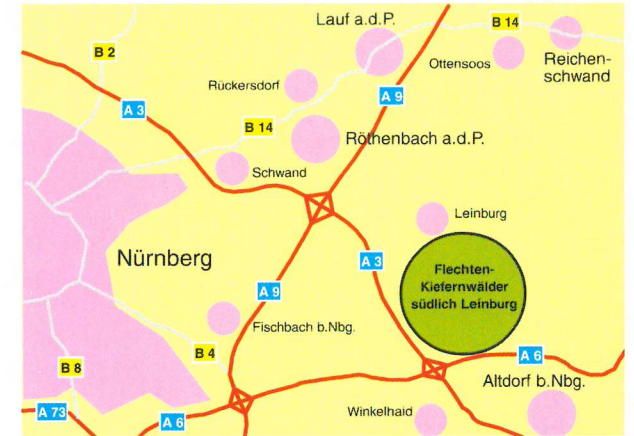 Lauf a.d.P.
B 14
B 2
Ottensoos
Reichen-
schwand
Rückersdorf
A 9
A 3
B 14
Röthenbach a.d.P.
Schwand
Leinburg
Nürnberg
A 3
Flechten-
Kiefernwälder
südlich Leinburg
A 9
Fischbach b.Nbg.
B 4
A 6
B 8
Altdorf b.Nbg.
A 73
A 6
Winkelhaid